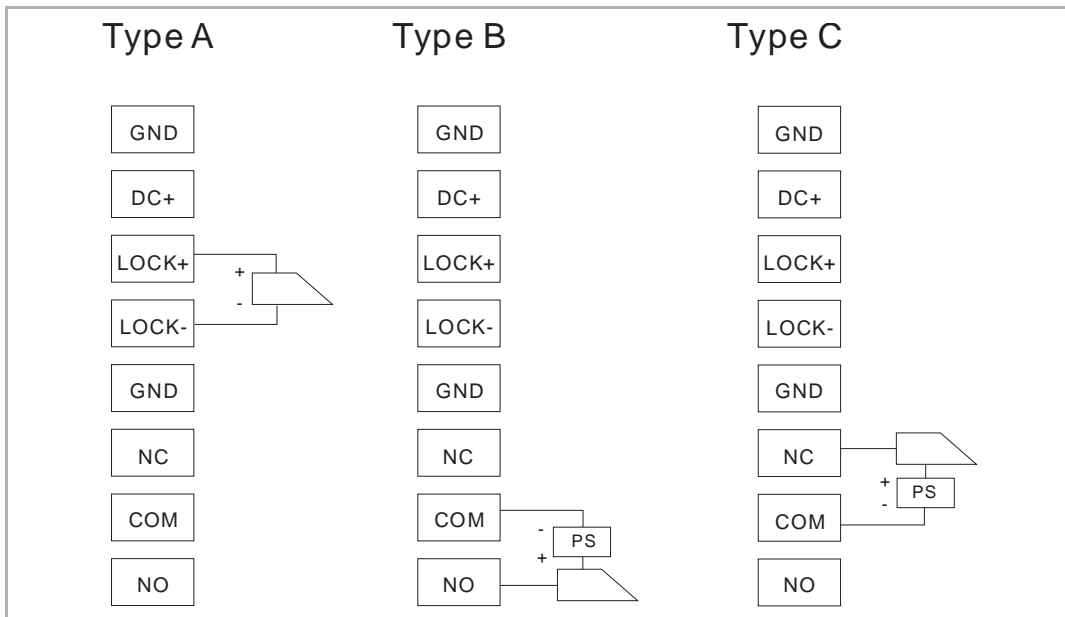 Type A Type B Type C
GND GND GND
DC+ DC+ DC+
LOCK+ LOCK+ LOCK+
+
-
LOCK- LOCK- LOCK-
GND GND GND
NC NC NC
+
PS
-
COM COM COM
-
PS
+
NO NO NO